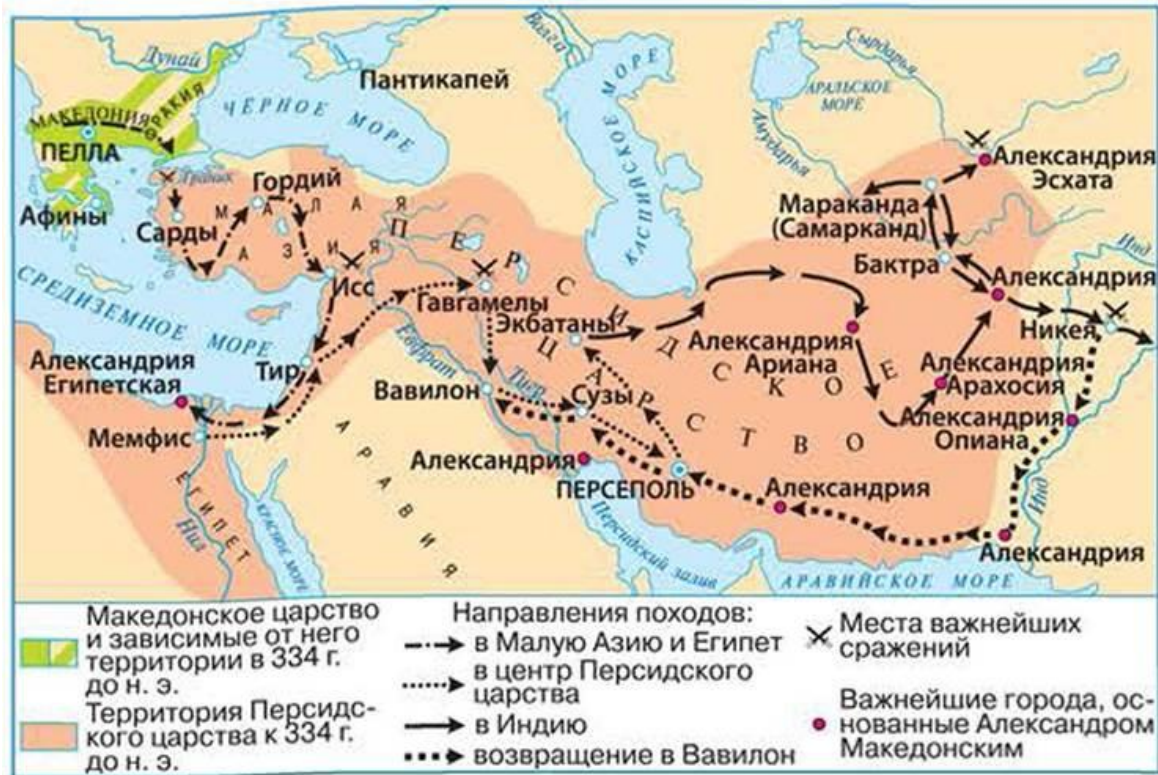 Дунай
Волга
Сырдарья
АРАЛЬСКОЕ
МОРЕ
Амударья
Пантикапей
ЧЁРНОЕ МОРЕ
КАСПИЙСКОЕ МОРЕ
МАКЕДОНИЯ
ФРАКИЯ
ПЕЛЛА
Граник
Афины
Сарды
Гордий
МАЛАЯ
АЗИЯ
Александрия
Эсхата
Мараканда
(Самарканд)
Бактра
Александрия
Инд
Никея
Исс
Гавгамелы
Экбатаны
ПЕРСИДСКОЕ
ЦАРСТВО
СРЕДИЗЕМНОЕ МОРЕ
Александрия
Египетская
Тир
Евфрат
Тигр
Вавилон
Сузы
Александрия
Ариана
Александрия
Арахосия
Александрия
Опиана
Мемфис
АРАВИЯ
Александрия
ПЕРСЕПОЛЬ
Александрия
Инд
Александрия
ЕГИПЕТ
Нил
КРАСНОЕ МОРЕ
Персидский залив
АРАВИЙСКОЕ МОРЕ
Македонское царство
и зависимые от него
территории в 334 г.
до н. э.
Территория Персидс-
кого царства к 334 г.
до н. э.
Направления походов:
в Малую Азию и Египет
в центр Персидского
царства
в Индию
возвращение в Вавилон
Места важнейших
сражений
Важнейшие города, ос-
нованные Александром
Македонским